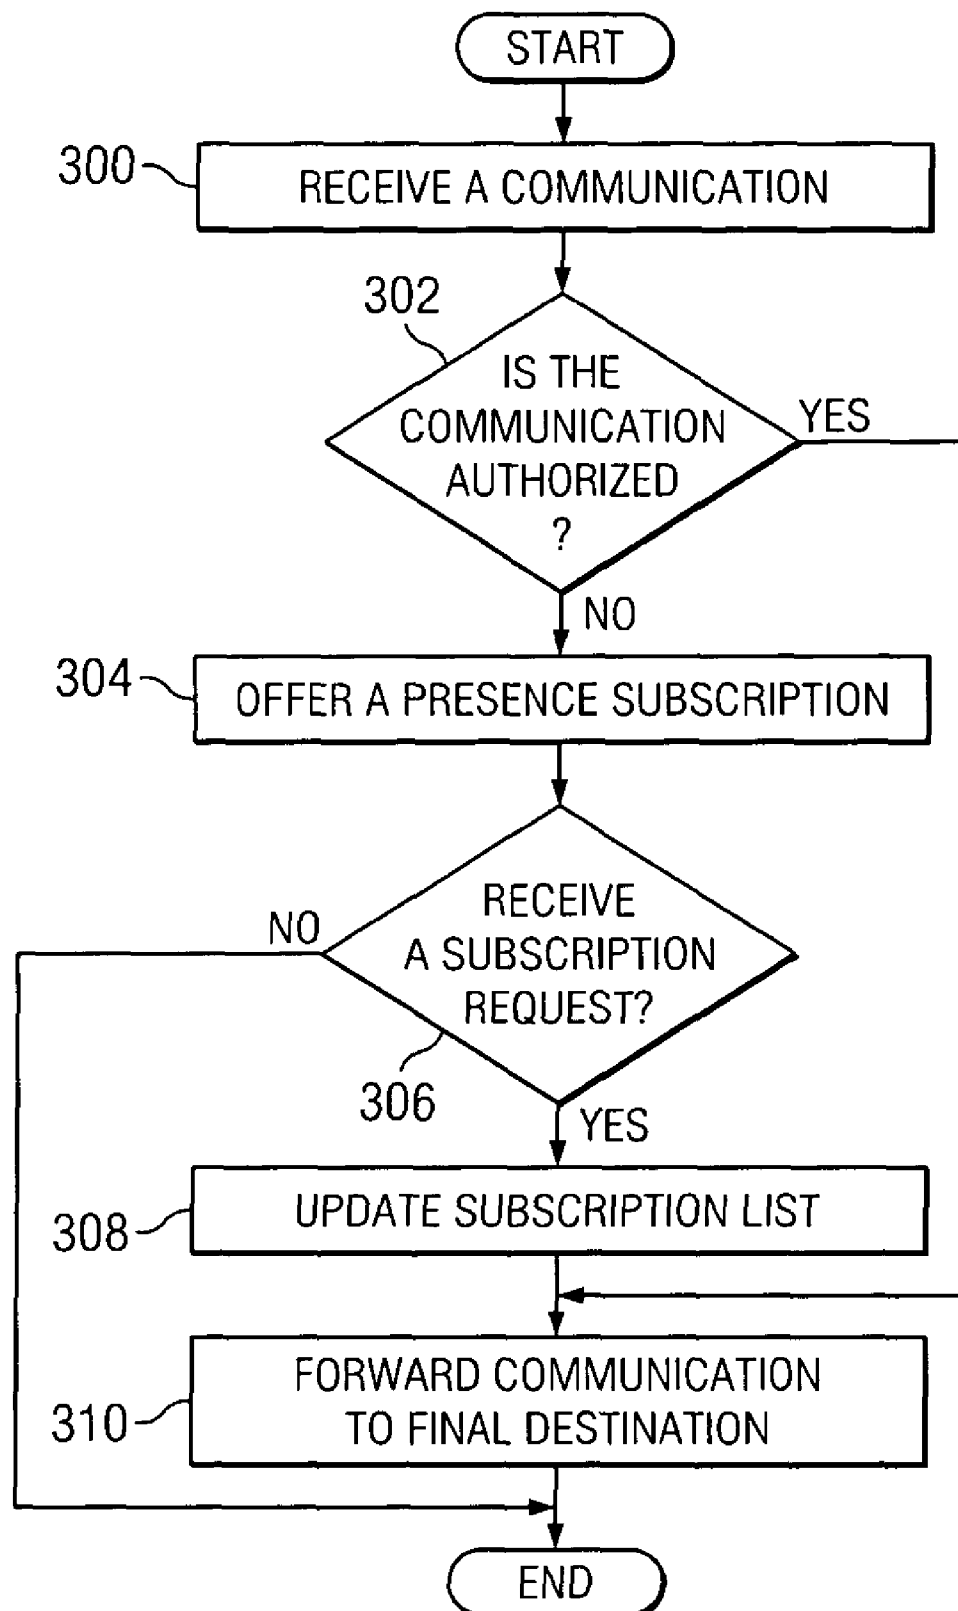 START
300
RECEIVE A COMMUNICATION
302
IS THE
COMMUNICATION
AUTHORIZED
?
YES
NO
304
OFFER A PRESENCE SUBSCRIPTION
NO
RECEIVE
A SUBSCRIPTION
REQUEST?
306
YES
308
UPDATE SUBSCRIPTION LIST
310
FORWARD COMMUNICATION
TO FINAL DESTINATION
END